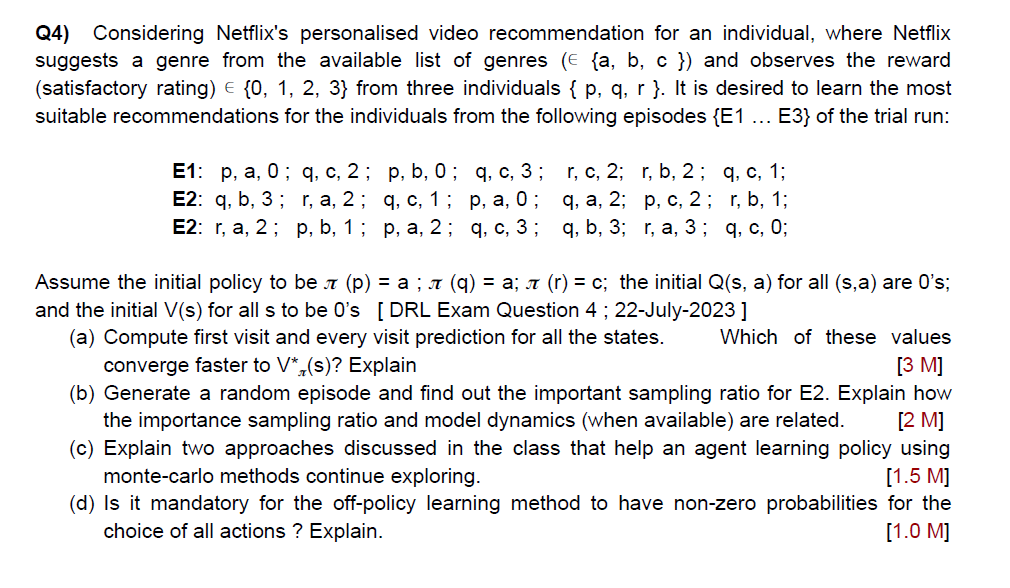 Q4) Considering Netflix's personalised video recommendation for an individual, where Netflix
suggests a genre from the available list of genres (∈ {a, b, c }) and observes the reward
(satisfactory rating) ∈ {0, 1, 2, 3} from three individuals { p, q, r }. It is desired to learn the most
suitable recommendations for the individuals from the following episodes {E1 ... E3} of the trial run:
E1: p, a, 0 ; q, c, 2 ; p, b, 0 ; q, c, 3 ; r, c, 2; r, b, 2 ; q, c, 1;
E2: q, b, 3 ; r, a, 2 ; q, c, 1 ; p, a, 0 ; q, a, 2; p, c, 2 ; r, b, 1;
E2: r, a, 2 ; p, b, 1 ; p, a, 2 ; q, c, 3 ; q, b, 3; r, a, 3 ; q, c, 0;
Assume the initial policy to be π (p) = a ; π (q) = a; π (r) = c; the initial Q(s, a) for all (s,a) are 0's;
and the initial V(s) for all s to be 0's [ DRL Exam Question 4 ; 22-July-2023 ]
(a) Compute first visit and every visit prediction for all the states. Which of these values
converge faster to V*π(s)? Explain [3 M]
(b) Generate a random episode and find out the important sampling ratio for E2. Explain how
the importance sampling ratio and model dynamics (when available) are related. [2 M]
(c) Explain two approaches discussed in the class that help an agent learning policy using
monte-carlo methods continue exploring. [1.5 M]
(d) Is it mandatory for the off-policy learning method to have non-zero probabilities for the
choice of all actions ? Explain. [1.0 M]